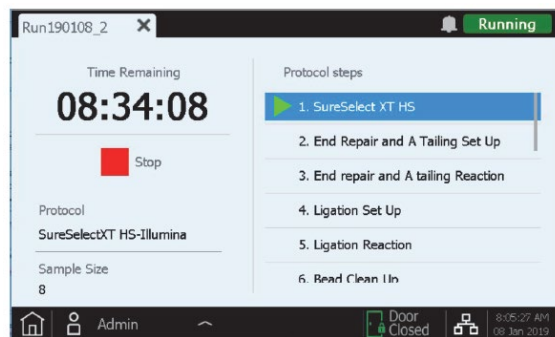 Run190108_2
Running
Time Remaining
08:34:08
Stop
Protocol
SureSelectXT HS-Illumina
Sample Size
8
Protocol steps
1. SureSelect XT HS
2. End Repair and A Tailing Set Up
3. End repair and A tailing Reaction
4. Ligation Set Up
5. Ligation Reaction
6. Bead Clean Up
Admin
Door
Closed
8:05:27 AM
08 Jan 2019